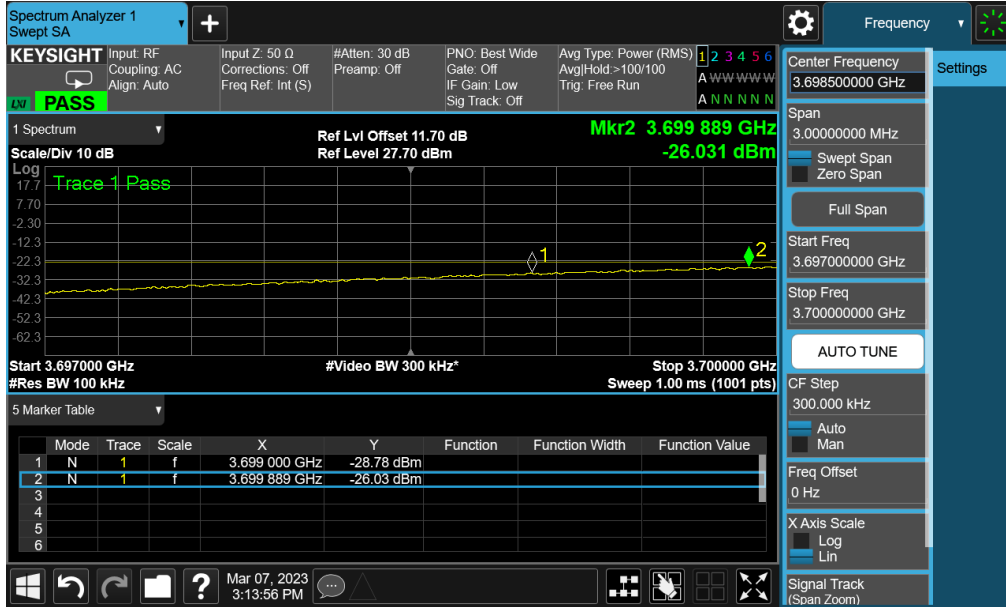 Spectrum Analyzer 1
Swept SA
+
Frequency
KEYSIGHT
Input: RF
Coupling: AC
Align: Auto
Input Z: 50 Ω
Corrections: Off
Freq Ref: Int (S)
#Atten: 30 dB
Preamp: Off
PNO: Best Wide
Gate: Off
IF Gain: Low
Sig Track: Off
Avg Type: Power (RMS)
Avg|Hold:>100/100
Trig: Free Run
1 2 3 4 5 6
A W W W W W
A N N N N N
LXI
PASS
1 Spectrum
Scale/Div 10 dB
Ref Lvl Offset 11.70 dB
Ref Level 27.70 dBm
Mkr2 3.699 889 GHz
-26.031 dBm
Log
Trace 1 Pass
17.7
7.70
-2.30
-12.3
-22.3
-32.3
-42.3
-52.3
-62.3
1
2
Start 3.697000 GHz
#Video BW 300 kHz*
Stop 3.700000 GHz
#Res BW 100 kHz
Sweep 1.00 ms (1001 pts)
5 Marker Table
Mode Trace Scale X Y Function Function Width Function Value
1 N 1 f 3.699 000 GHz -28.78 dBm
2 N 1 f 3.699 889 GHz -26.03 dBm
3
4
5
6
?
Mar 07, 2023
3:13:56 PM
Center Frequency
3.698500000 GHz
Settings
Span
3.00000000 MHz
Swept Span
Zero Span
Full Span
Start Freq
3.697000000 GHz
Stop Freq
3.700000000 GHz
AUTO TUNE
CF Step
300.000 kHz
Auto
Man
Freq Offset
0 Hz
X Axis Scale
Log
Lin
Signal Track
(Span Zoom)